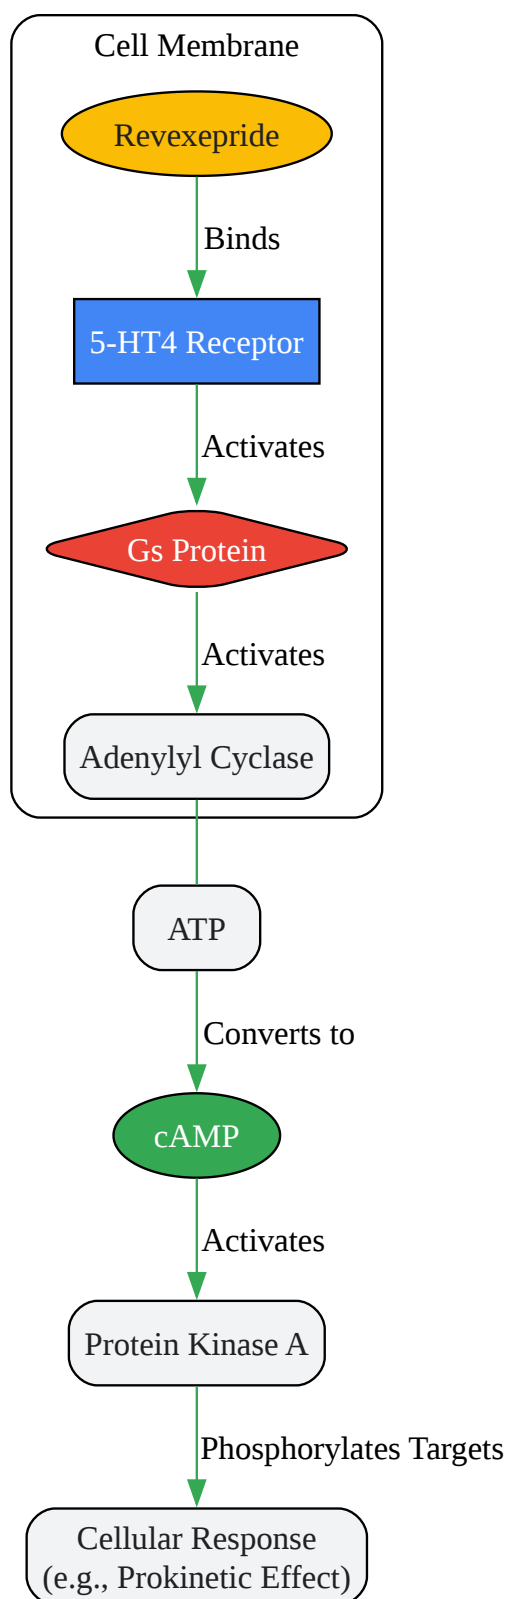 Cell Membrane
Revexepride
Binds
5-HT4 Receptor
Activates
Gs Protein
Activates
Adenylyl Cyclase
ATP
Converts to
cAMP
Activates
Protein Kinase A
Phosphorylates Targets
Cellular Response
(e.g., Prokinetic Effect)